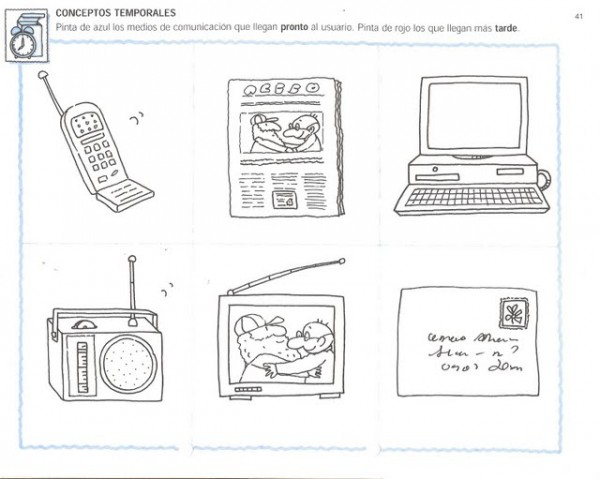 CONCEPTOS TEMPORALES
41
Pinta de azul los medios de comunicación que llegan pronto al usuario. Pinta de rojo los que llegan más tarde.